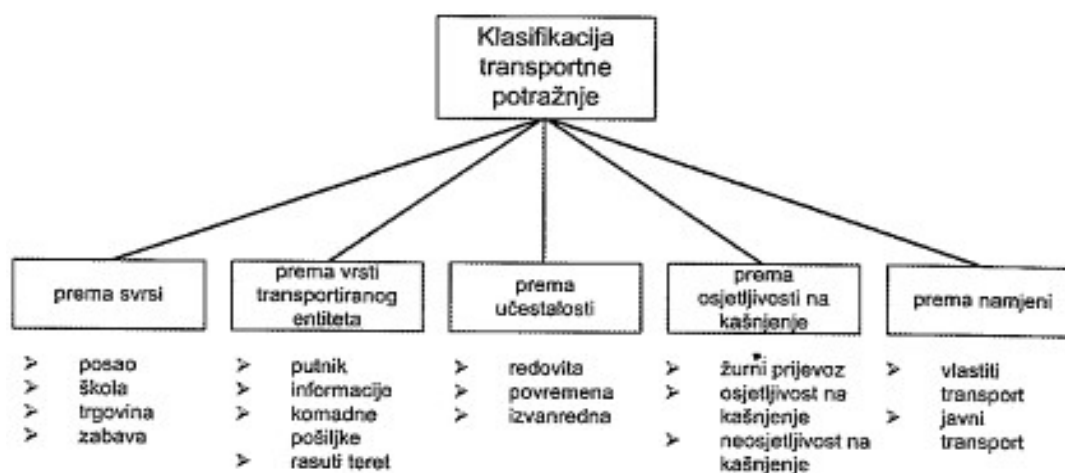 Klasifikacija
transportne
potražnje
prema svrsi
posao
škola
trgovina
zabava
prema vrsti
transportiranog
entiteta
putnik
informacije
komadne
pošiljke
rasuti teret
prema
učestalosti
redovita
povremena
izvanredna
prema
osjetljivosti na
kašnjenje
žurni prijevoz
osjetljivost na
kašnjenje
neosjetljivost na
kašnjenje
prema namjeni
vlastiti
transport
javni
transport